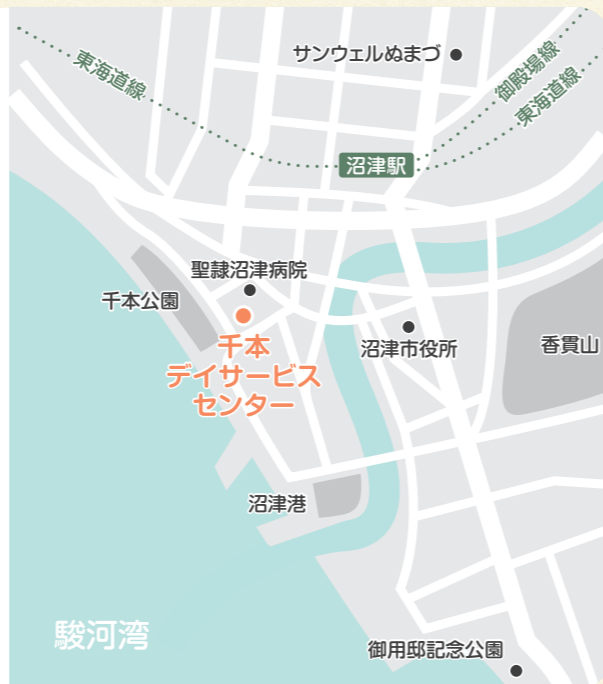 サンウェルぬまづ
東海道線
御殿場線
東海道線
沼津駅
聖隷沼津病院
千本公園
千本
デイサービス
センター
沼津市役所
香貫山
沼津港
駿河湾
御用邸記念公園